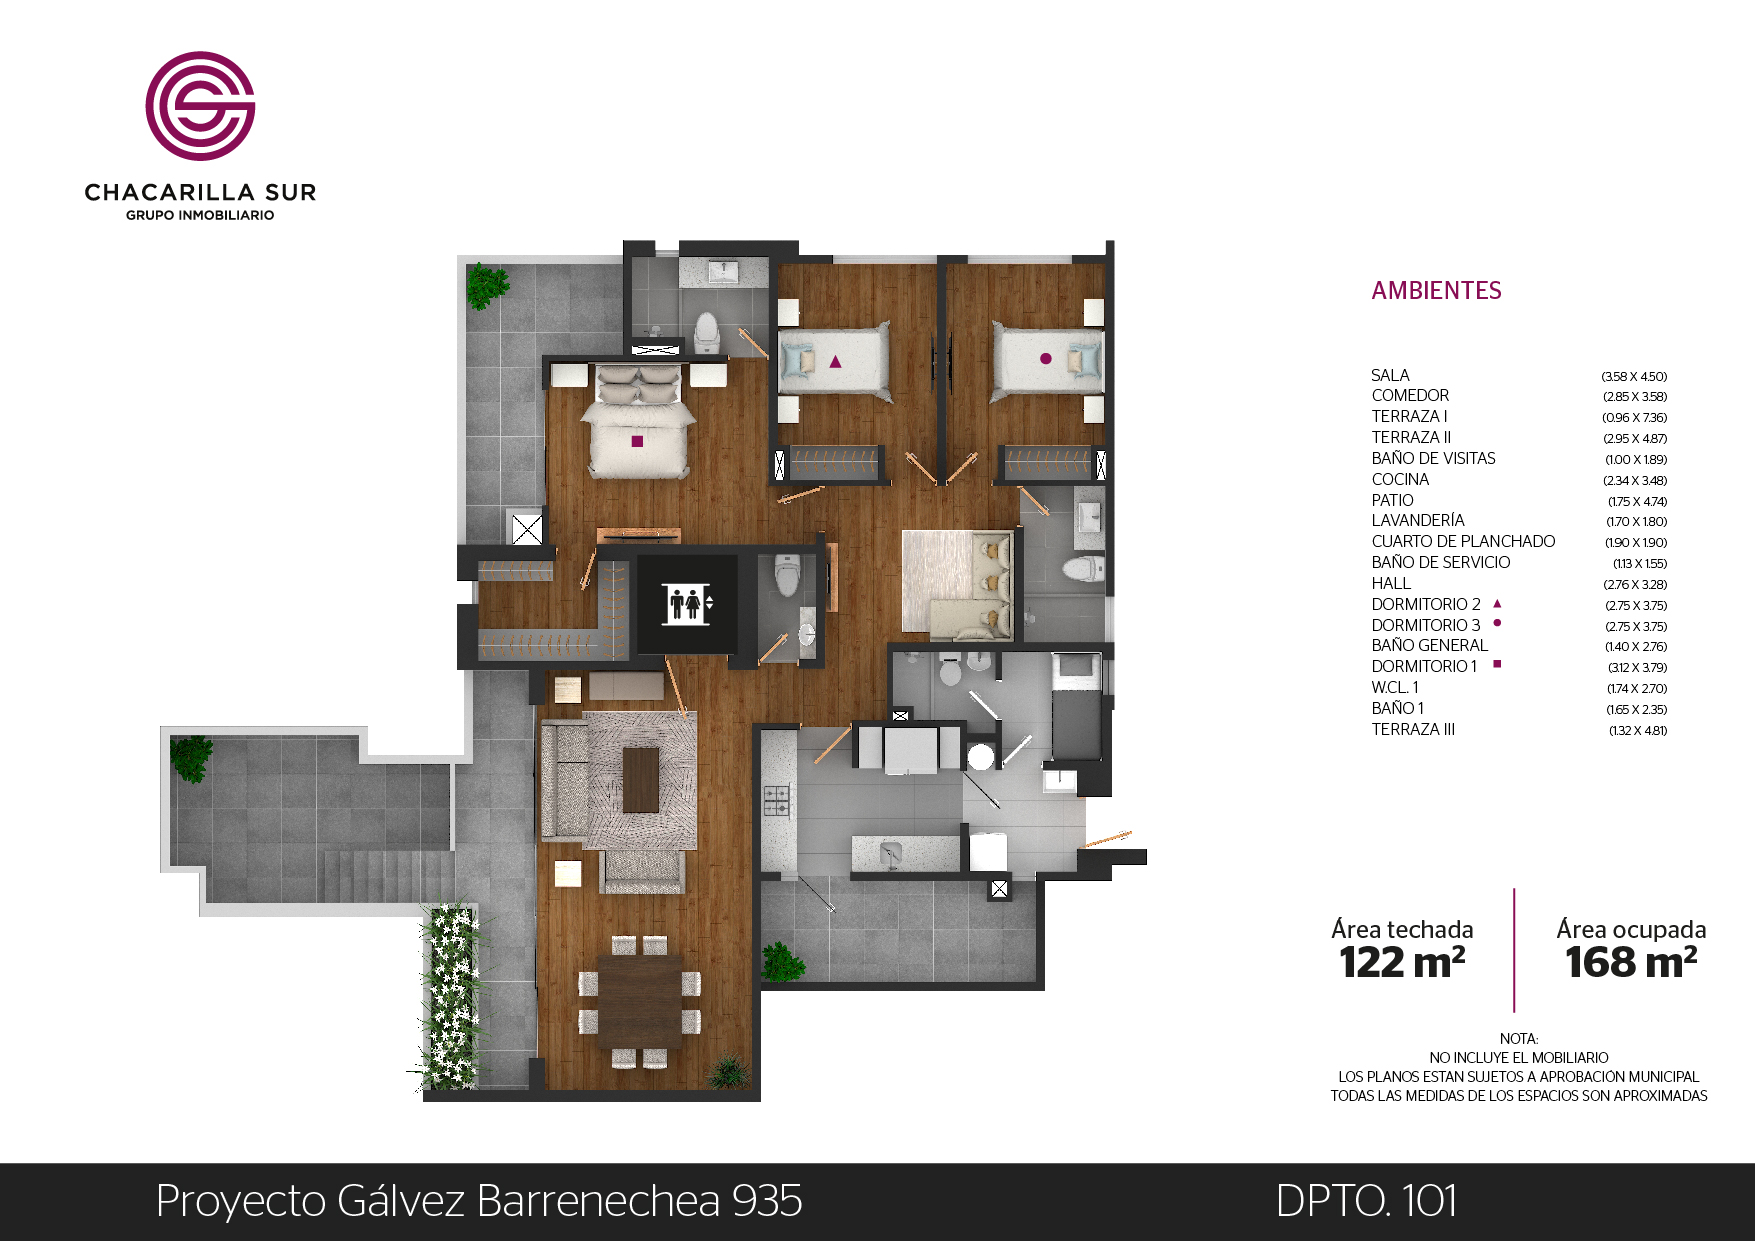 CHACARILLA SUR
GRUPO INMOBILIARIO
AMBIENTES
SALA (3.58 X 4.50)
COMEDOR (2.85 X 3.58)
TERRAZA I (0.96 X 7.36)
TERRAZA II (2.95 X 4.87)
BAÑO DE VISITAS (1.00 X 1.89)
COCINA (2.34 X 3.48)
PATIO (1.75 X 4.74)
LAVANDERÍA (1.70 X 1.80)
CUARTO DE PLANCHADO (1.90 X 1.90)
BAÑO DE SERVICIO (1.13 X 1.55)
HALL (2.76 X 3.28)
DORMITORIO 2 ▲ (2.75 X 3.75)
DORMITORIO 3 ● (2.75 X 3.75)
BAÑO GENERAL (1.40 X 2.76)
DORMITORIO 1 ■ (3.12 X 3.79)
W.CL. 1 (1.74 X 2.70)
BAÑO 1 (1.65 X 2.35)
TERRAZA III (1.32 X 4.81)
Área techada
122 m²
Área ocupada
168 m²
NOTA:
NO INCLUYE EL MOBILIARIO
LOS PLANOS ESTAN SUJETOS A APROBACIÓN MUNICIPAL
TODAS LAS MEDIDAS DE LOS ESPACIOS SON APROXIMADAS
Proyecto Gálvez Barrenechea 935
DPTO. 101